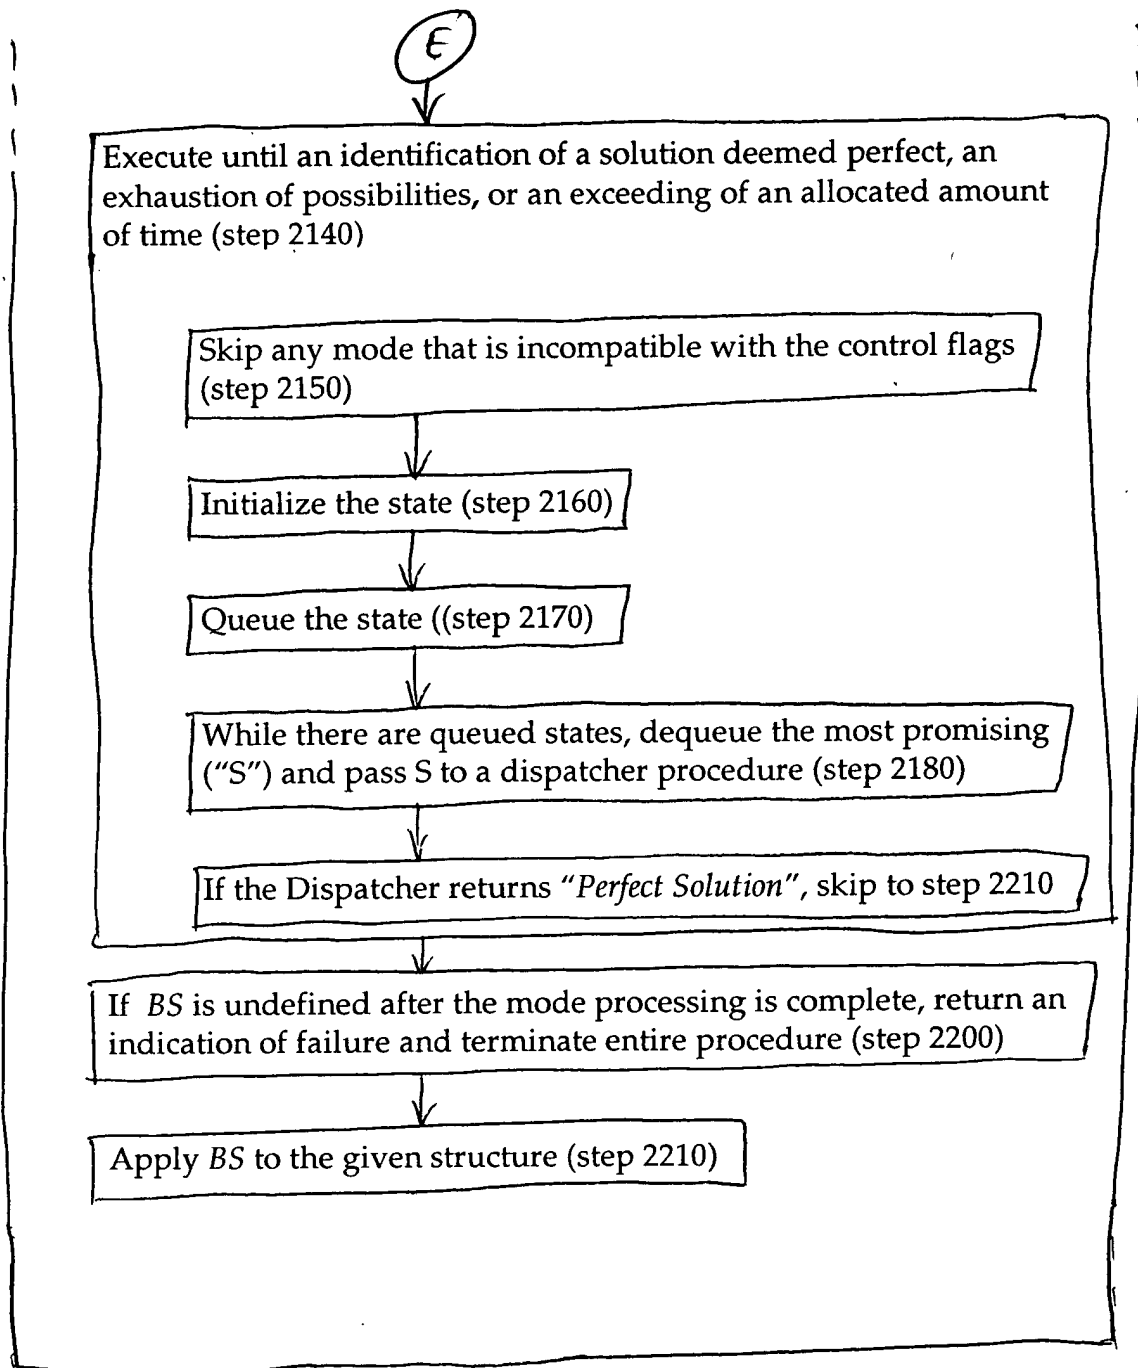 E
Execute until an identification of a solution deemed perfect, an
exhaustion of possibilities, or an exceeding of an allocated amount
of time (step 2140)
Skip any mode that is incompatible with the control flags
(step 2150)
Initialize the state (step 2160)
Queue the state ((step 2170)
While there are queued states, dequeue the most promising
("S") and pass S to a dispatcher procedure (step 2180)
If the Dispatcher returns "Perfect Solution", skip to step 2210
If BS is undefined after the mode processing is complete, return an
indication of failure and terminate entire procedure (step 2200)
Apply BS to the given structure (step 2210)